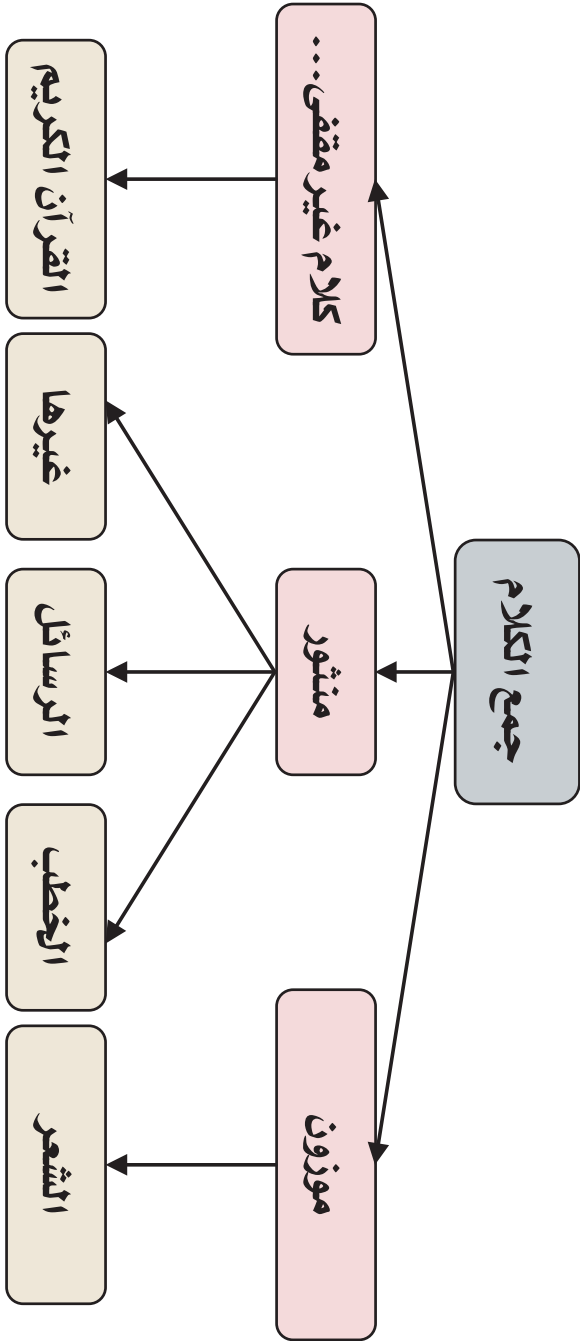 جمع الكلام
موزون
منثور
كلام غير مقفى...
الشعر
الخطب
الرسائل
غيرها
القرآن الكريم